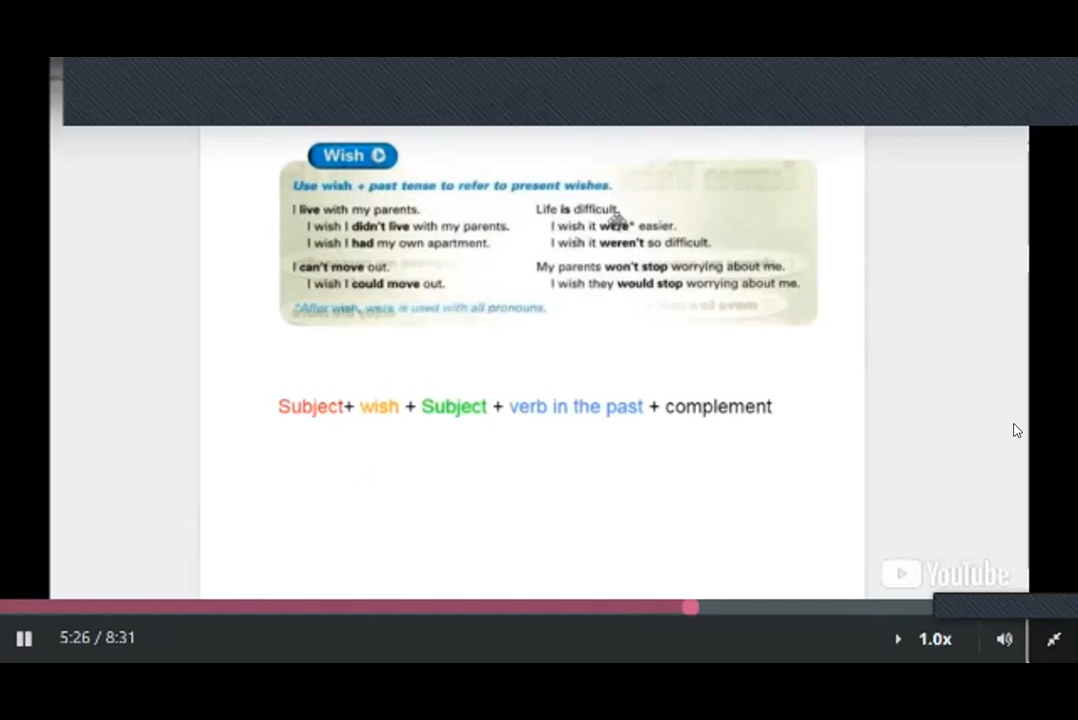 Wish
Use wish + past tense to refer to present wishes.
I live with my parents.
I wish I didn't live with my parents.
I wish I had my own apartment.
I can't move out.
I wish I could move out.
Life is difficult.
I wish it were* easier.
I wish it weren't so difficult.
My parents won't stop worrying about me.
I wish they would stop worrying about me.
*After wish, were is used with all pronouns.
Subject+ wish + Subject + verb in the past + complement
YouTube
5:26 / 8:31
1.0x